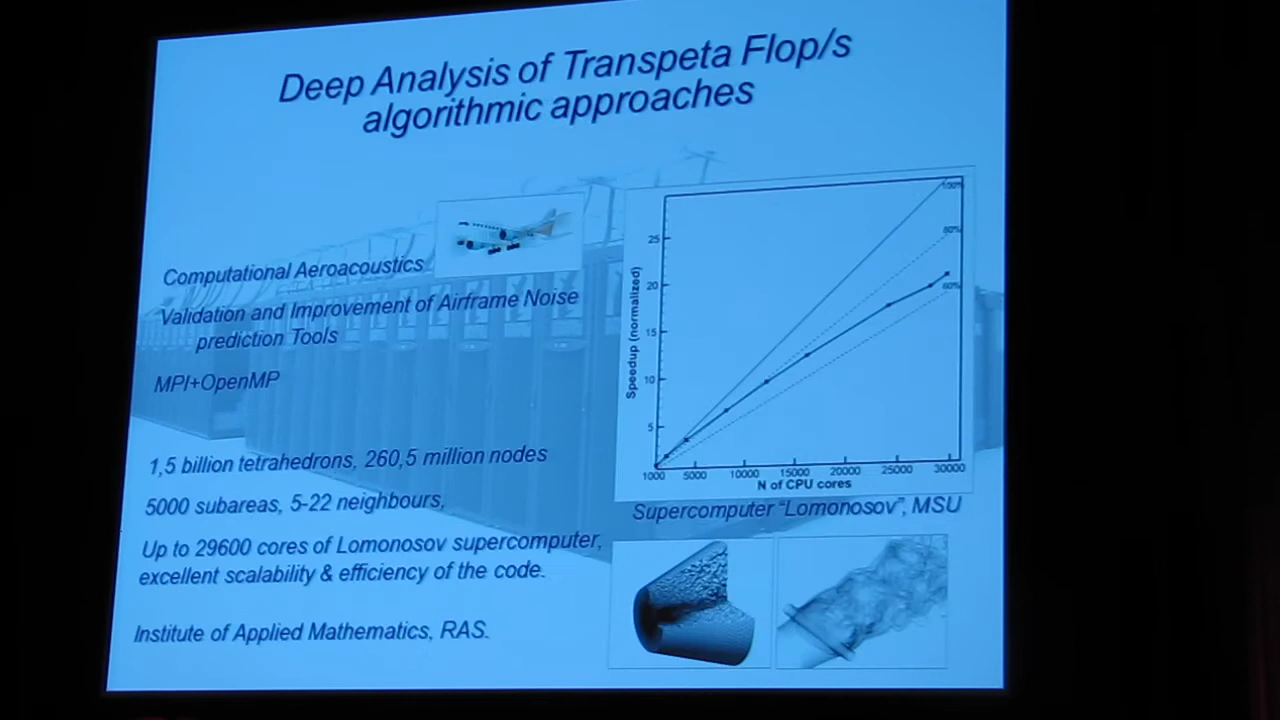 Deep Analysis of Transpeta Flop/s
algorithmic approaches
Computational Aeroacoustics
Validation and Improvement of Airframe Noise
prediction Tools
MPI+OpenMP
1,5 billion tetrahedrons, 260,5 million nodes
5000 subareas, 5-22 neighbours,
Up to 29600 cores of Lomonosov supercomputer,
excellent scalability & efficiency of the code.
Institute of Applied Mathematics, RAS.
100%
80%
60%
25
20
15
10
5
Speedup (normalized)
1000 5000 10000 15000 20000 25000 30000
N of CPU cores
Supercomputer "Lomonosov", MSU